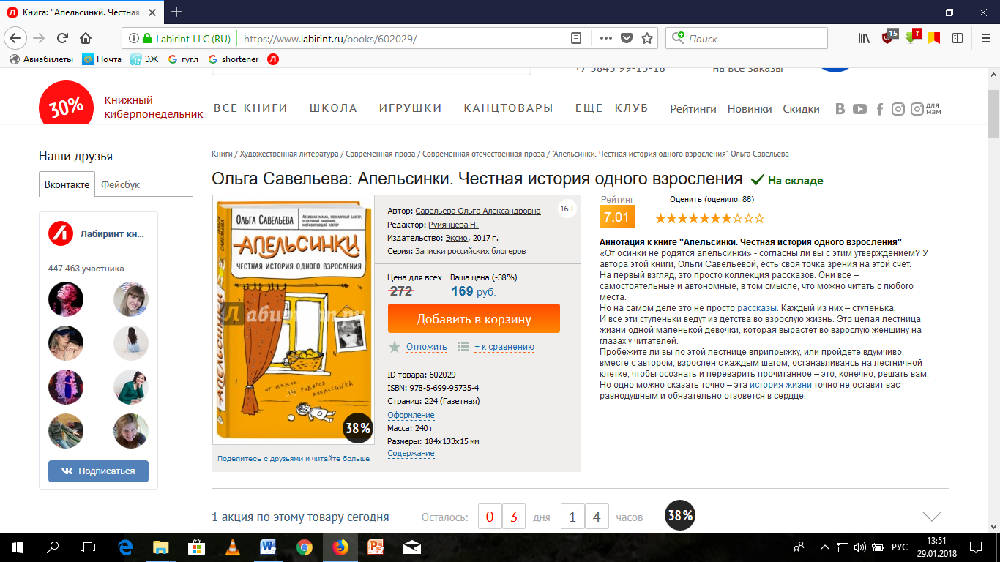 Книга: "Апельсинки. Честная
Labirint LLC (RU)
https://www.labirint.ru/books/602029/
Поиск
15
?
Авиабилеты
Почта
ЭЖ
гугл
shortener
+7 3843 99-15-18
на все заказы
30%
Книжный
киберпонедельник
ВСЕ КНИГИ ШКОЛА ИГРУШКИ КАНЦТОВАРЫ ЕЩЕ КЛУБ Рейтинги Новинки Скидки
для
мам
Наши друзья
Вконтакте Фейсбук
Лабиринт кн...
447 463 участника
Подписаться
Книги / Художественная литература / Современная проза / Современная отечественная проза / "Апельсинки. Честная история одного взросления" Ольга Савельева
Ольга Савельева: Апельсинки. Честная история одного взросления
На складе
ОЛЬГА САВЕЛЬЕВА
АКТИВНАЯ МАМА, ПОПУЛЯРНЫЙ БЛОГЕР,
НЕСКУЧНЫЙ ЧИНОВНИК,
МОТИВИРУЮЩИЙ ЛЕКТОР
АПЕЛЬСИНКИ
ЧЕСТНАЯ ИСТОРИЯ ОДНОГО ВЗРОСЛЕНИЯ
Лабиринт.ру
от осинки не родятся апельсинки
38%
Поделитесь с друзьями и читайте больше
Автор: Савельева Ольга Александровна
16+
Редактор: Румянцева Н.
Издательство: Эксмо, 2017 г.
Серия: Записки российских блогеров
Цена для всех Ваша цена (-38%)
272 169 руб.
Добавить в корзину
Отложить + к сравнению
ID товара: 602029
ISBN: 978-5-699-95735-4
Страниц: 224 (Газетная)
Оформление
Масса: 240 г
Размеры: 184x133x15 мм
Содержание
Рейтинг
7.01
Оценить (оценило: 86)
Аннотация к книге "Апельсинки. Честная история одного взросления"
«От осинки не родятся апельсинки» - согласны ли вы с этим утверждением? У
автора этой книги, Ольги Савельевой, есть своя точка зрения на этой счет.
На первый взгляд, это просто коллекция рассказов. Они все –
самостоятельные и автономные, в том смысле, что можно читать с любого
места.
Но на самом деле это не просто рассказы. Каждый из них – ступенька.
И все эти ступеньки ведут из детства во взрослую жизнь. Это целая лестница
жизни одной маленькой девочки, которая вырастет во взрослую женщину на
глазах у читателей.
Пробежите ли вы по этой лестнице вприпрыжку, или пройдете вдумчиво,
вместе с автором, взрослея с каждым шагом, останавливаясь на лестничной
клетке, чтобы осознать и переварить прочитанное – это, конечно, решать вам.
Но одно можно сказать точно – эта история жизни точно не оставит вас
равнодушным и обязательно отзовется в сердце.
1 акция по этому товару сегодня
Осталось: 0 3 дня 1 4 часов
38%
РУС
13:51
29.01.2018